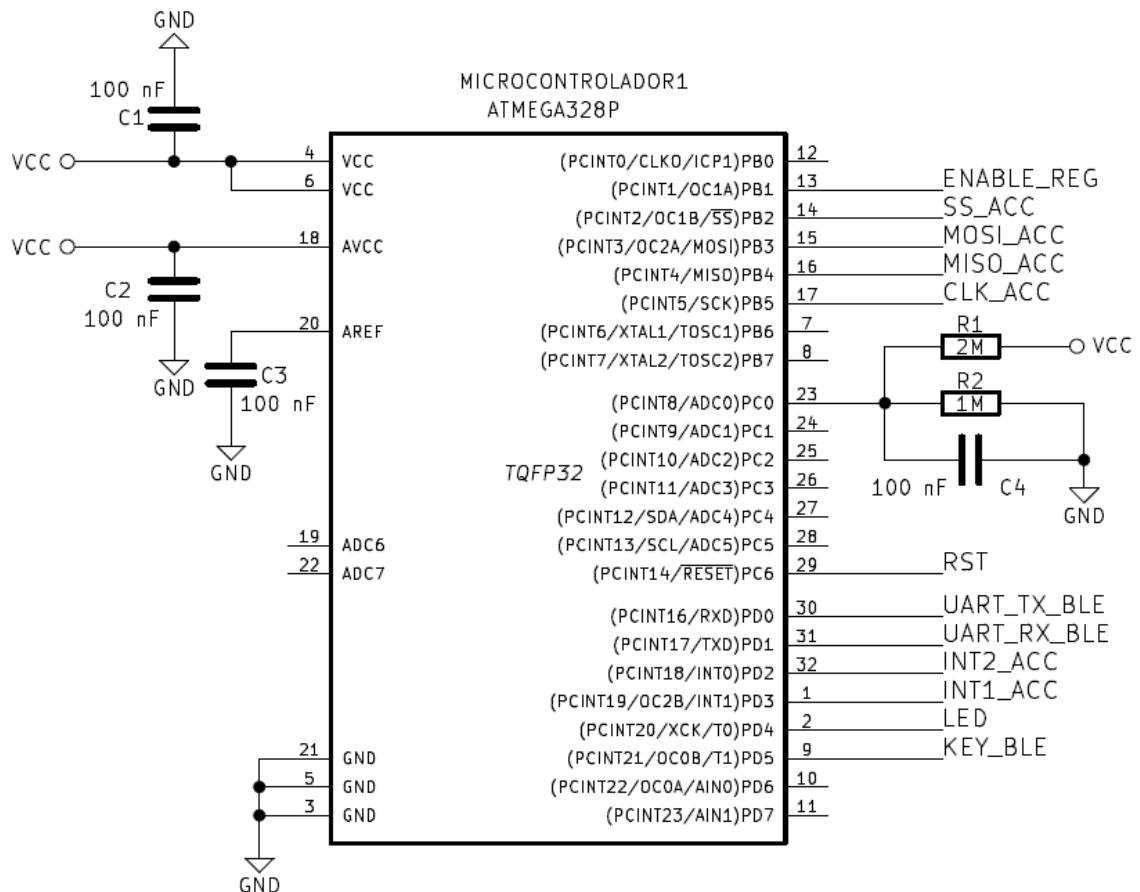 GND
MICROCONTROLADOR1
ATMEGA328P
100 nF
C1
VCC
4 VCC
6 VCC
VCC
18 AVCC
C2
100 nF
GND
20 AREF
C3
100 nF
GND
TQFP32
19 ADC6
22 ADC7
21 GND
5 GND
3 GND
GND
(PCINT0/CLKO/ICP1)PB0 12
(PCINT1/OC1A)PB1 13 ENABLE_REG
(PCINT2/OC1B/SS)PB2 14 SS_ACC
(PCINT3/OC2A/MOSI)PB3 15 MOSI_ACC
(PCINT4/MISO)PB4 16 MISO_ACC
(PCINT5/SCK)PB5 17 CLK_ACC
(PCINT6/XTAL1/TOSC1)PB6 7
(PCINT7/XTAL2/TOSC2)PB7 8
R1
2M
VCC
R2
1M
(PCINT8/ADC0)PC0 23
(PCINT9/ADC1)PC1 24
(PCINT10/ADC2)PC2 25
(PCINT11/ADC3)PC3 26
(PCINT12/SDA/ADC4)PC4 27
(PCINT13/SCL/ADC5)PC5 28
100 nF
C4
GND
(PCINT14/RESET)PC6 29 RST
(PCINT16/RXD)PD0 30 UART_TX_BLE
(PCINT17/TXD)PD1 31 UART_RX_BLE
(PCINT18/INT0)PD2 32 INT2_ACC
(PCINT19/OC2B/INT1)PD3 1 INT1_ACC
(PCINT20/XCK/T0)PD4 2 LED
(PCINT21/OC0B/T1)PD5 9 KEY_BLE
(PCINT22/OC0A/AIN0)PD6 10
(PCINT23/AIN1)PD7 11